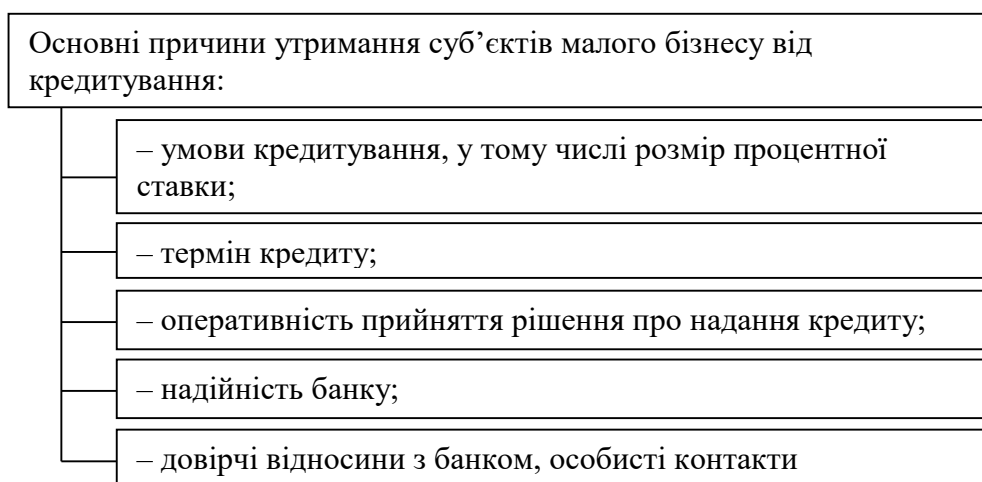 Основні причини утримання суб’єктів малого бізнесу від
кредитування:
– умови кредитування, у тому числі розмір процентної
ставки;
– термін кредиту;
– оперативність прийняття рішення про надання кредиту;
– надійність банку;
– довірчі відносини з банком, особисті контакти